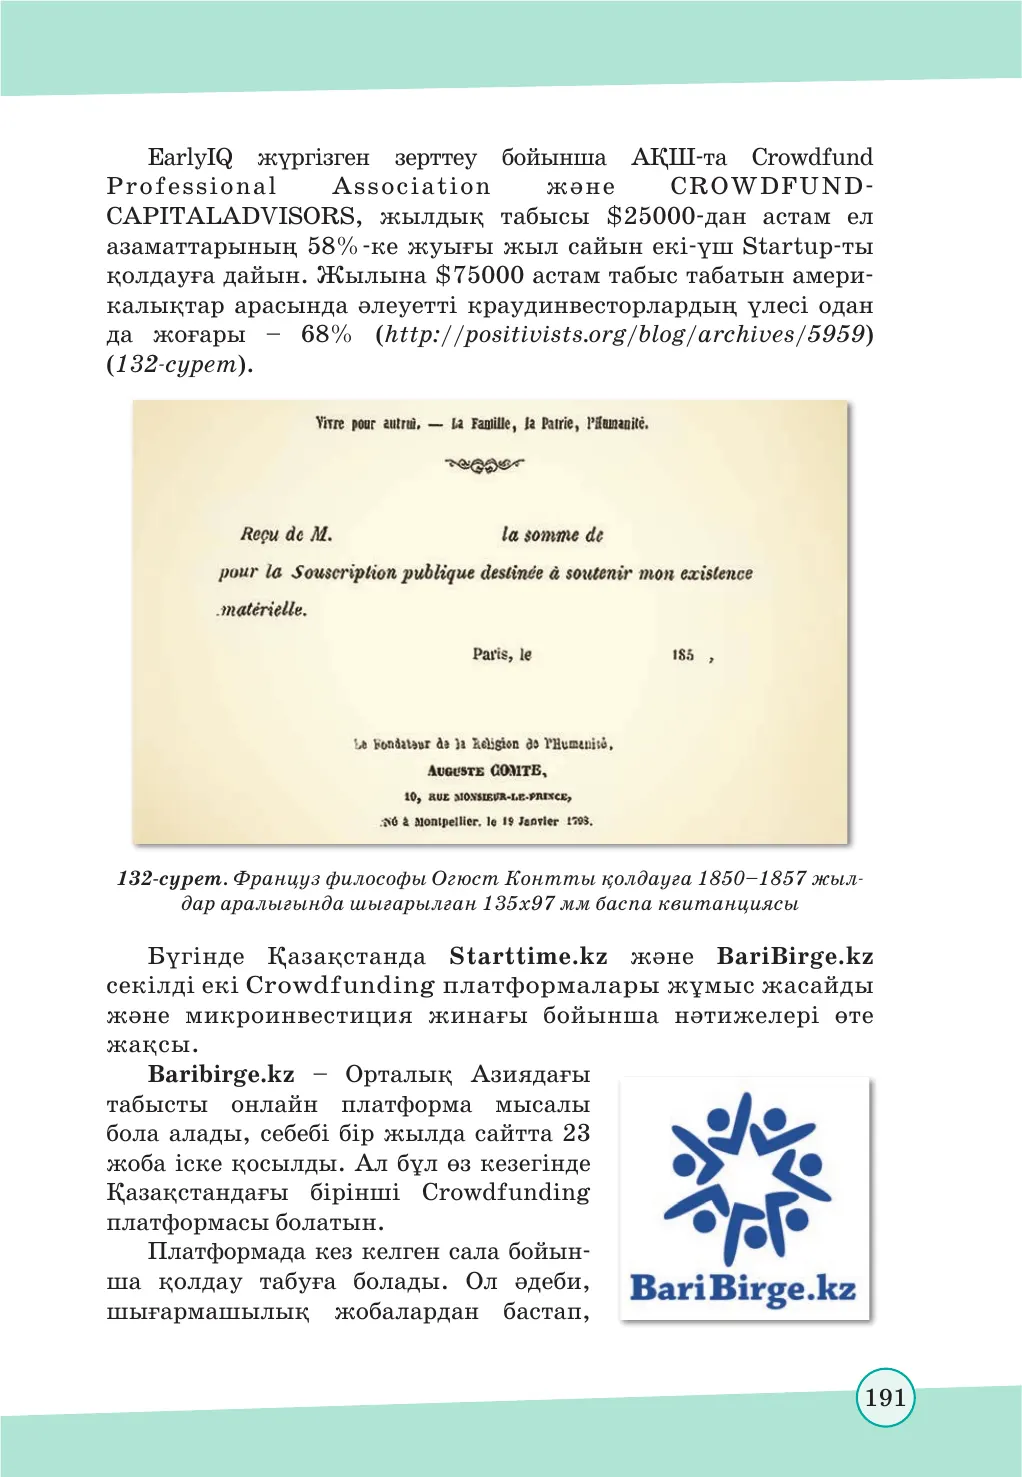 EarlyIQ жүргізген зерттеу бойынша АҚШ-та Crowdfund
Professional Association және CROWDFUND-
CAPITALADVISORS, жылдық табысы $25000-дан астам ел
азаматтарының 58%-ке жуығы жыл сайын екі-үш Startup-ты
қолдауға дайын. Жылына $75000 астам табыс табатын амери-
калықтар арасында әлеуетті краудинвесторлардың үлесі одан
да жоғары – 68% (http://positivists.org/blog/archives/5959)
(132-сурет).
Vivre pour autrui. — La Famille, la Patrie, l'Humanité.
Reçu de M. la somme de
pour la Souscription publique destinée à soutenir mon existence
matérielle.
Paris, le 185 ,
Le Fondateur de la Religion de l'Humanité,
AUGUSTE COMTE,
10, RUE MONSIEUR-LE-PRINCE,
Né à Montpellier, le 19 Janvier 1798.
132-сурет. Француз философы Огюст Контты қолдауға 1850–1857 жыл-
дар аралығында шығарылған 135х97 мм баспа квитанциясы
Бүгінде Қазақстанда Starttime.kz және BariBirge.kz
секілді екі Crowdfunding платформалары жұмыс жасайды
және микроинвестиция жинағы бойынша нәтижелері өте
жақсы.
Baribirge.kz – Орталық Азиядағы
табысты онлайн платформа мысалы
бола алады, себебі бір жылда сайтта 23
жоба іске қосылды. Ал бұл өз кезегінде
Қазақстандағы бірінші Crowdfunding
платформасы болатын.
Платформада кез келген сала бойын-
ша қолдау табуға болады. Ол әдеби,
шығармашылық жобалардан бастап,
BariBirge.kz
191